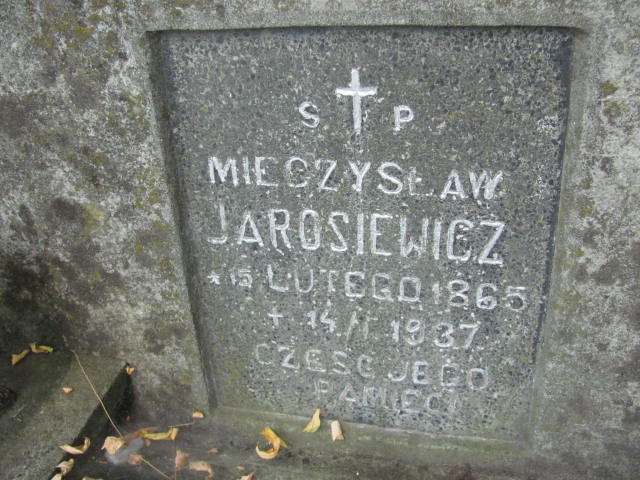 S P
MIECZYSŁAW
JAROSIEWICZ
* 15 LUTEGO 1865
+ 14/I 1937
CZEŚĆ JEGO
PAMIĘCI